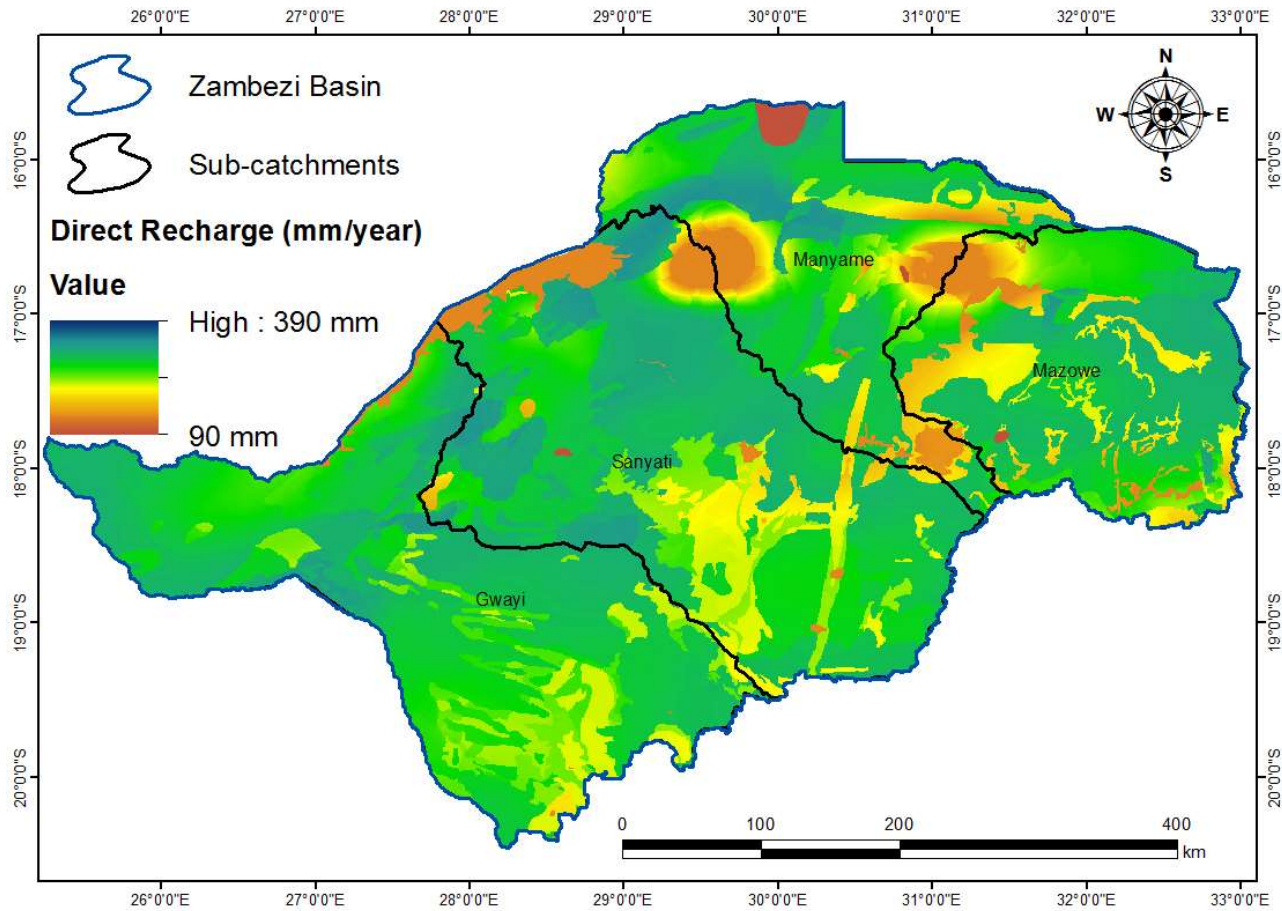 26°0'0"E 27°0'0"E 28°0'0"E 29°0'0"E 30°0'0"E 31°0'0"E 32°0'0"E 33°0'0"E
Zambezi Basin
Sub-catchments
Direct Recharge (mm/year)
Value
High : 390 mm
90 mm
N
W E
S
16°0'0"S 16°0'0"S
17°0'0"S 17°0'0"S
18°0'0"S 18°0'0"S
19°0'0"S 19°0'0"S
20°0'0"S 20°0'0"S
Manyame
Mazowe
Sanyati
Gwayi
0 100 200 400
km
26°0'0"E 27°0'0"E 28°0'0"E 29°0'0"E 30°0'0"E 31°0'0"E 32°0'0"E 33°0'0"E